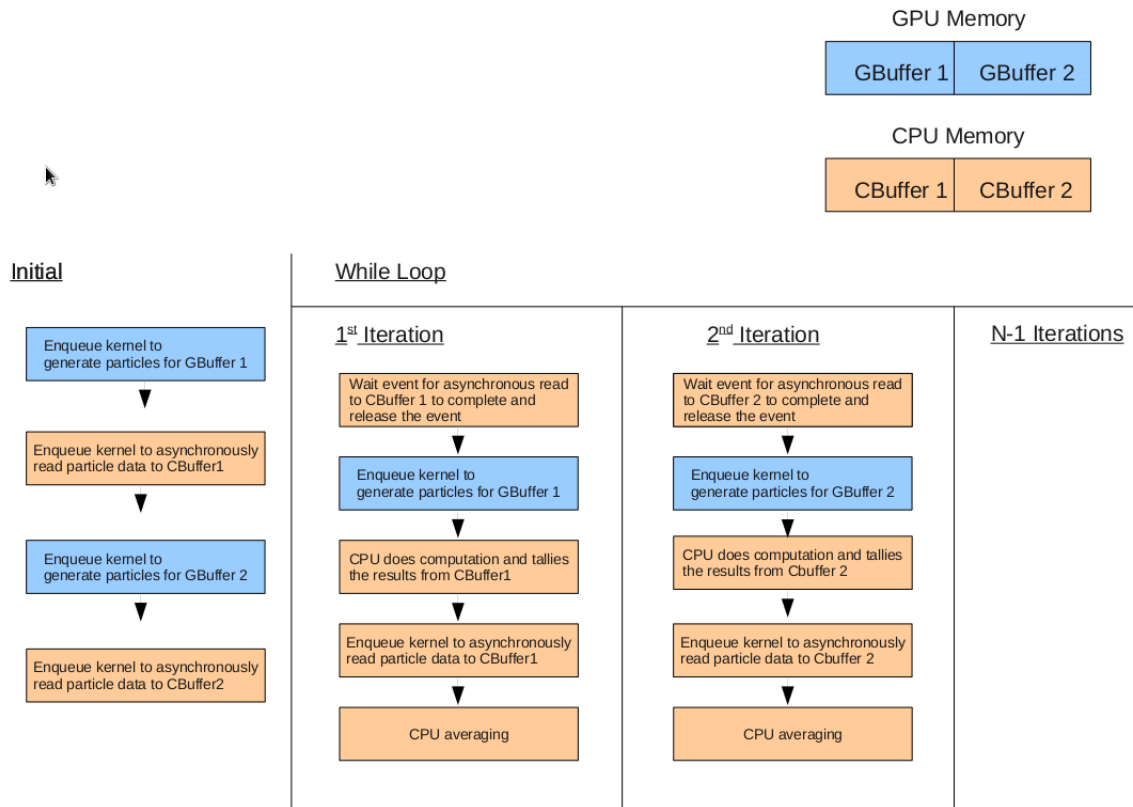 GPU Memory
GBuffer 1 GBuffer 2
CPU Memory
CBuffer 1 CBuffer 2
Initial
While Loop
1st Iteration
2nd Iteration
N-1 Iterations
Enqueue kernel to
generate particles for GBuffer 1
Enqueue kernel to asynchronously
read particle data to CBuffer1
Enqueue kernel to
generate particles for GBuffer 2
Enqueue kernel to asynchronously
read particle data to CBuffer2
Wait event for asynchronous read
to CBuffer 1 to complete and
release the event
Enqueue kernel to
generate particles for GBuffer 1
CPU does computation and tallies
the results from CBuffer1
Enqueue kernel to asynchronously
read particle data to CBuffer1
CPU averaging
Wait event for asynchronous read
to CBuffer 2 to complete and
release the event
Enqueue kernel to
generate particles for GBuffer 2
CPU does computation and tallies
the results from Cbuffer 2
Enqueue kernel to asynchronously
read particle data to Cbuffer 2
CPU averaging